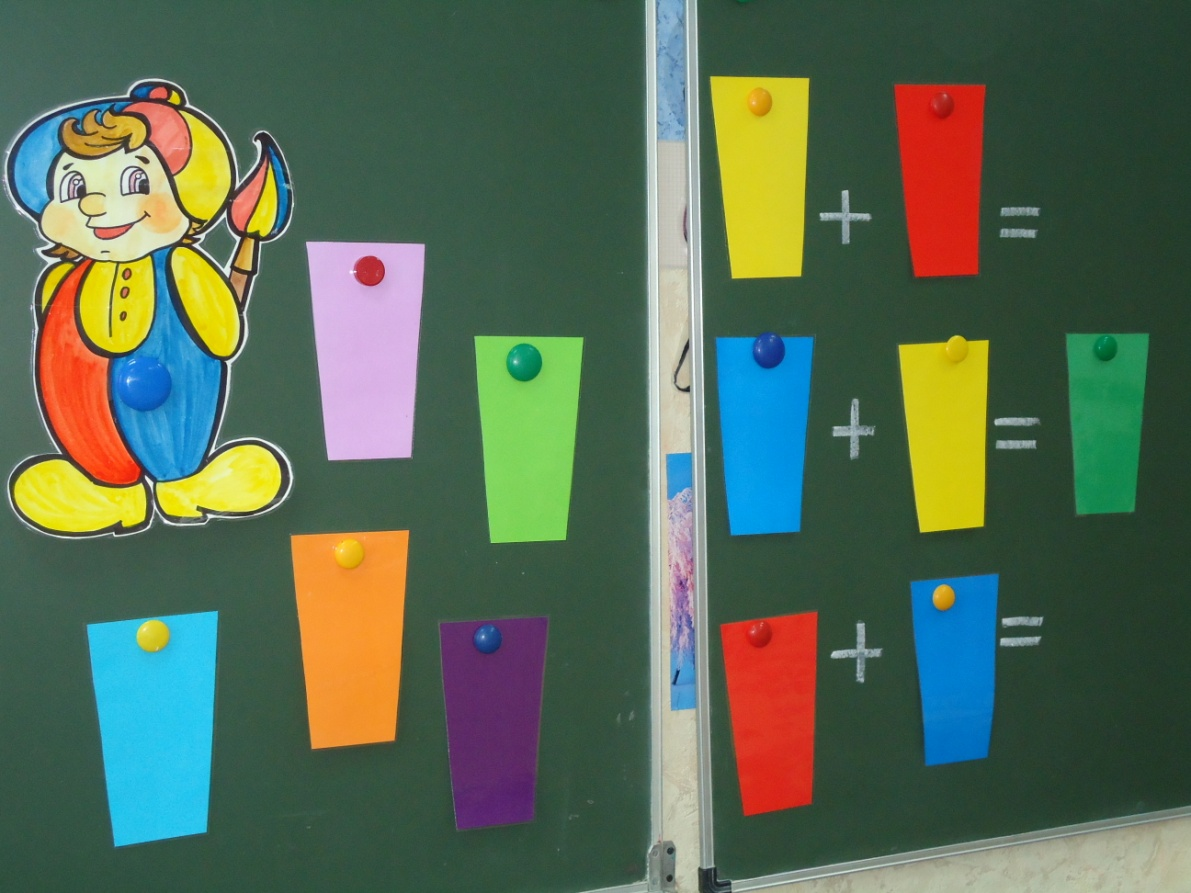 + =
+ =
+ =